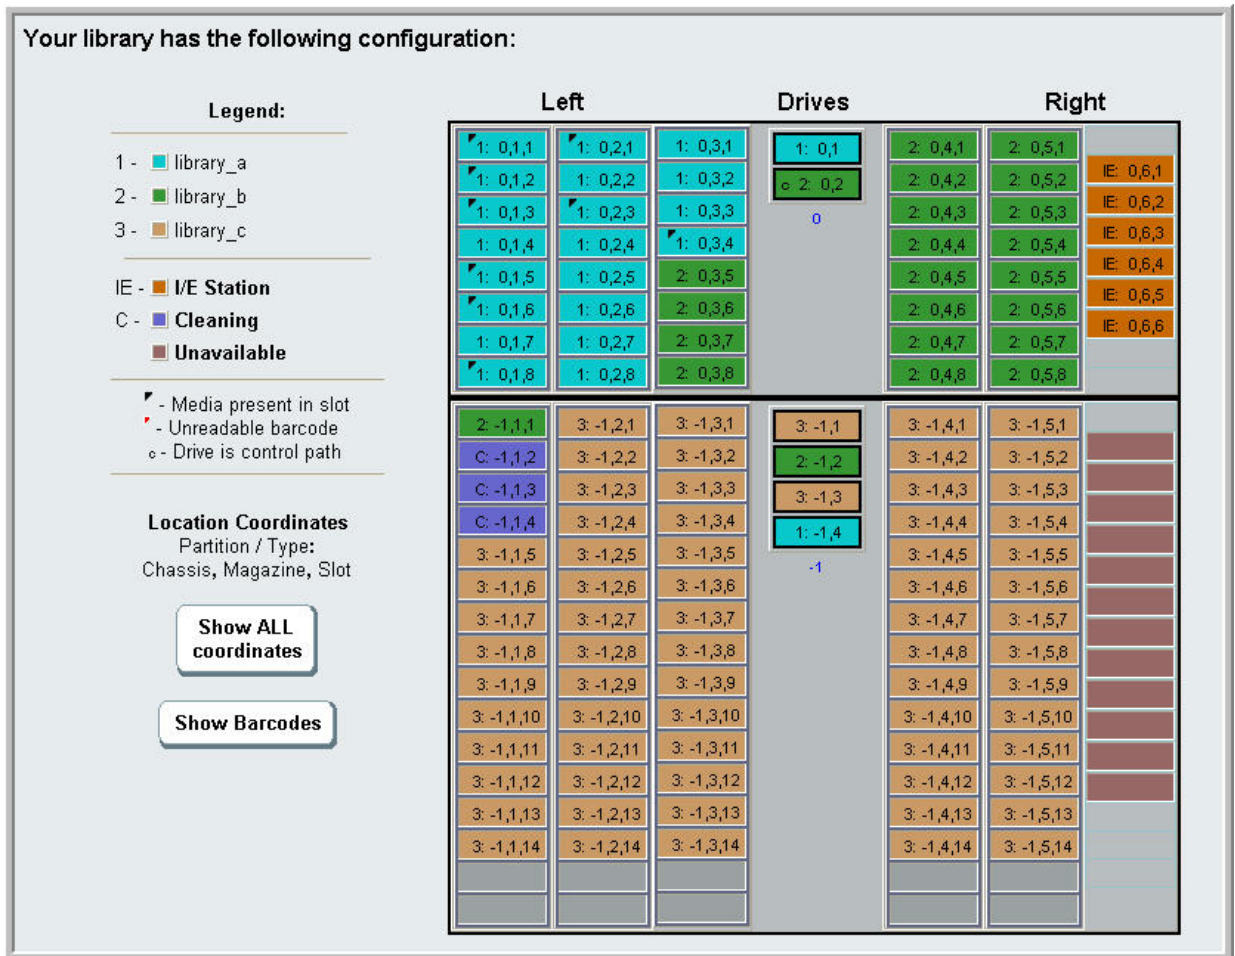 Your library has the following configuration:
Legend:
1 - library_a
2 - library_b
3 - library_c
IE - I/E Station
C - Cleaning
Unavailable
- Media present in slot
- Unreadable barcode
c - Drive is control path
Location Coordinates
Partition / Type:
Chassis, Magazine, Slot
Show ALL
coordinates
Show Barcodes
Left Drives Right
1: 0,1,1 1: 0,2,1 1: 0,3,1 1: 0,1 2: 0,4,1 2: 0,5,1
IE: 0,6,1
1: 0,1,2 1: 0,2,2 1: 0,3,2 c 2: 0,2 2: 0,4,2 2: 0,5,2
IE: 0,6,2
1: 0,1,3 1: 0,2,3 1: 0,3,3 0 2: 0,4,3 2: 0,5,3
IE: 0,6,3
1: 0,1,4 1: 0,2,4 1: 0,3,4 2: 0,4,4 2: 0,5,4
IE: 0,6,4
1: 0,1,5 1: 0,2,5 2: 0,3,5 2: 0,4,5 2: 0,5,5
IE: 0,6,5
1: 0,1,6 1: 0,2,6 2: 0,3,6 2: 0,4,6 2: 0,5,6
IE: 0,6,6
1: 0,1,7 1: 0,2,7 2: 0,3,7 2: 0,4,7 2: 0,5,7
1: 0,1,8 1: 0,2,8 2: 0,3,8 2: 0,4,8 2: 0,5,8
2: -1,1,1 3: -1,2,1 3: -1,3,1 3: -1,1 3: -1,4,1 3: -1,5,1
C: -1,1,2 3: -1,2,2 3: -1,3,2 2: -1,2 3: -1,4,2 3: -1,5,2
C: -1,1,3 3: -1,2,3 3: -1,3,3 3: -1,3 3: -1,4,3 3: -1,5,3
C: -1,1,4 3: -1,2,4 3: -1,3,4 1: -1,4 3: -1,4,4 3: -1,5,4
3: -1,1,5 3: -1,2,5 3: -1,3,5 -1 3: -1,4,5 3: -1,5,5
3: -1,1,6 3: -1,2,6 3: -1,3,6 3: -1,4,6 3: -1,5,6
3: -1,1,7 3: -1,2,7 3: -1,3,7 3: -1,4,7 3: -1,5,7
3: -1,1,8 3: -1,2,8 3: -1,3,8 3: -1,4,8 3: -1,5,8
3: -1,1,9 3: -1,2,9 3: -1,3,9 3: -1,4,9 3: -1,5,9
3: -1,1,10 3: -1,2,10 3: -1,3,10 3: -1,4,10 3: -1,5,10
3: -1,1,11 3: -1,2,11 3: -1,3,11 3: -1,4,11 3: -1,5,11
3: -1,1,12 3: -1,2,12 3: -1,3,12 3: -1,4,12 3: -1,5,12
3: -1,1,13 3: -1,2,13 3: -1,3,13 3: -1,4,13 3: -1,5,13
3: -1,1,14 3: -1,2,14 3: -1,3,14 3: -1,4,14 3: -1,5,14